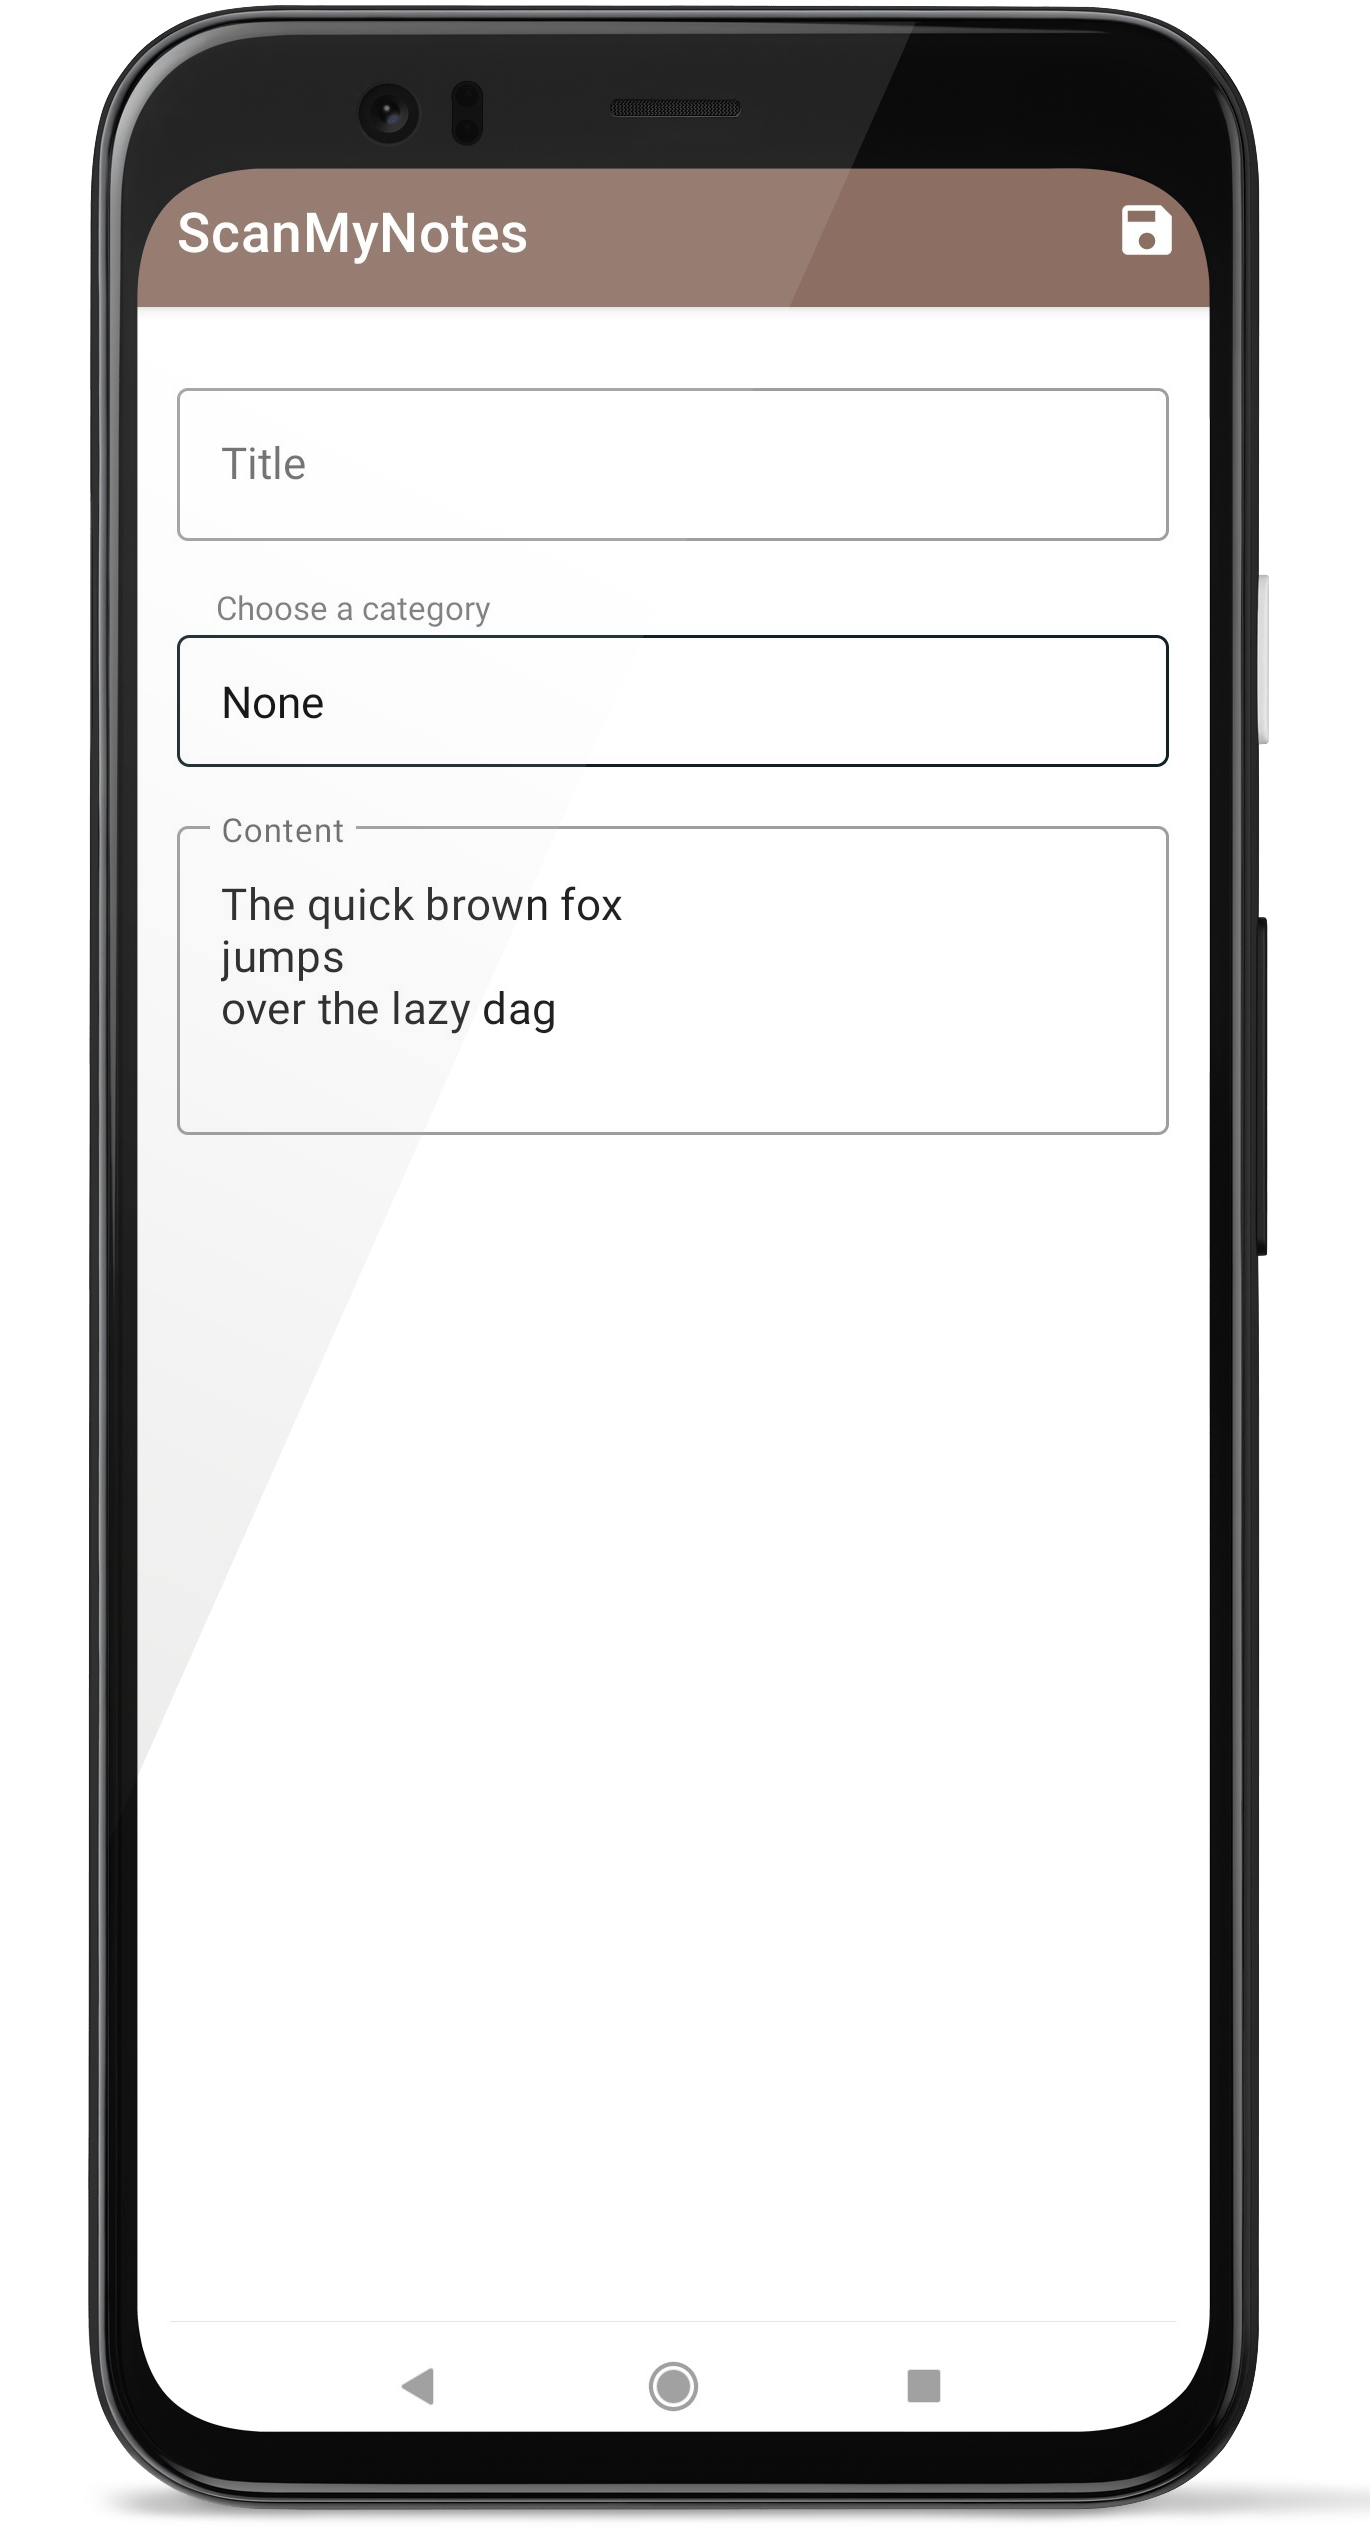 ScanMyNotes
Title
Choose a category
None
Content
The quick brown fox
jumps
over the lazy dag